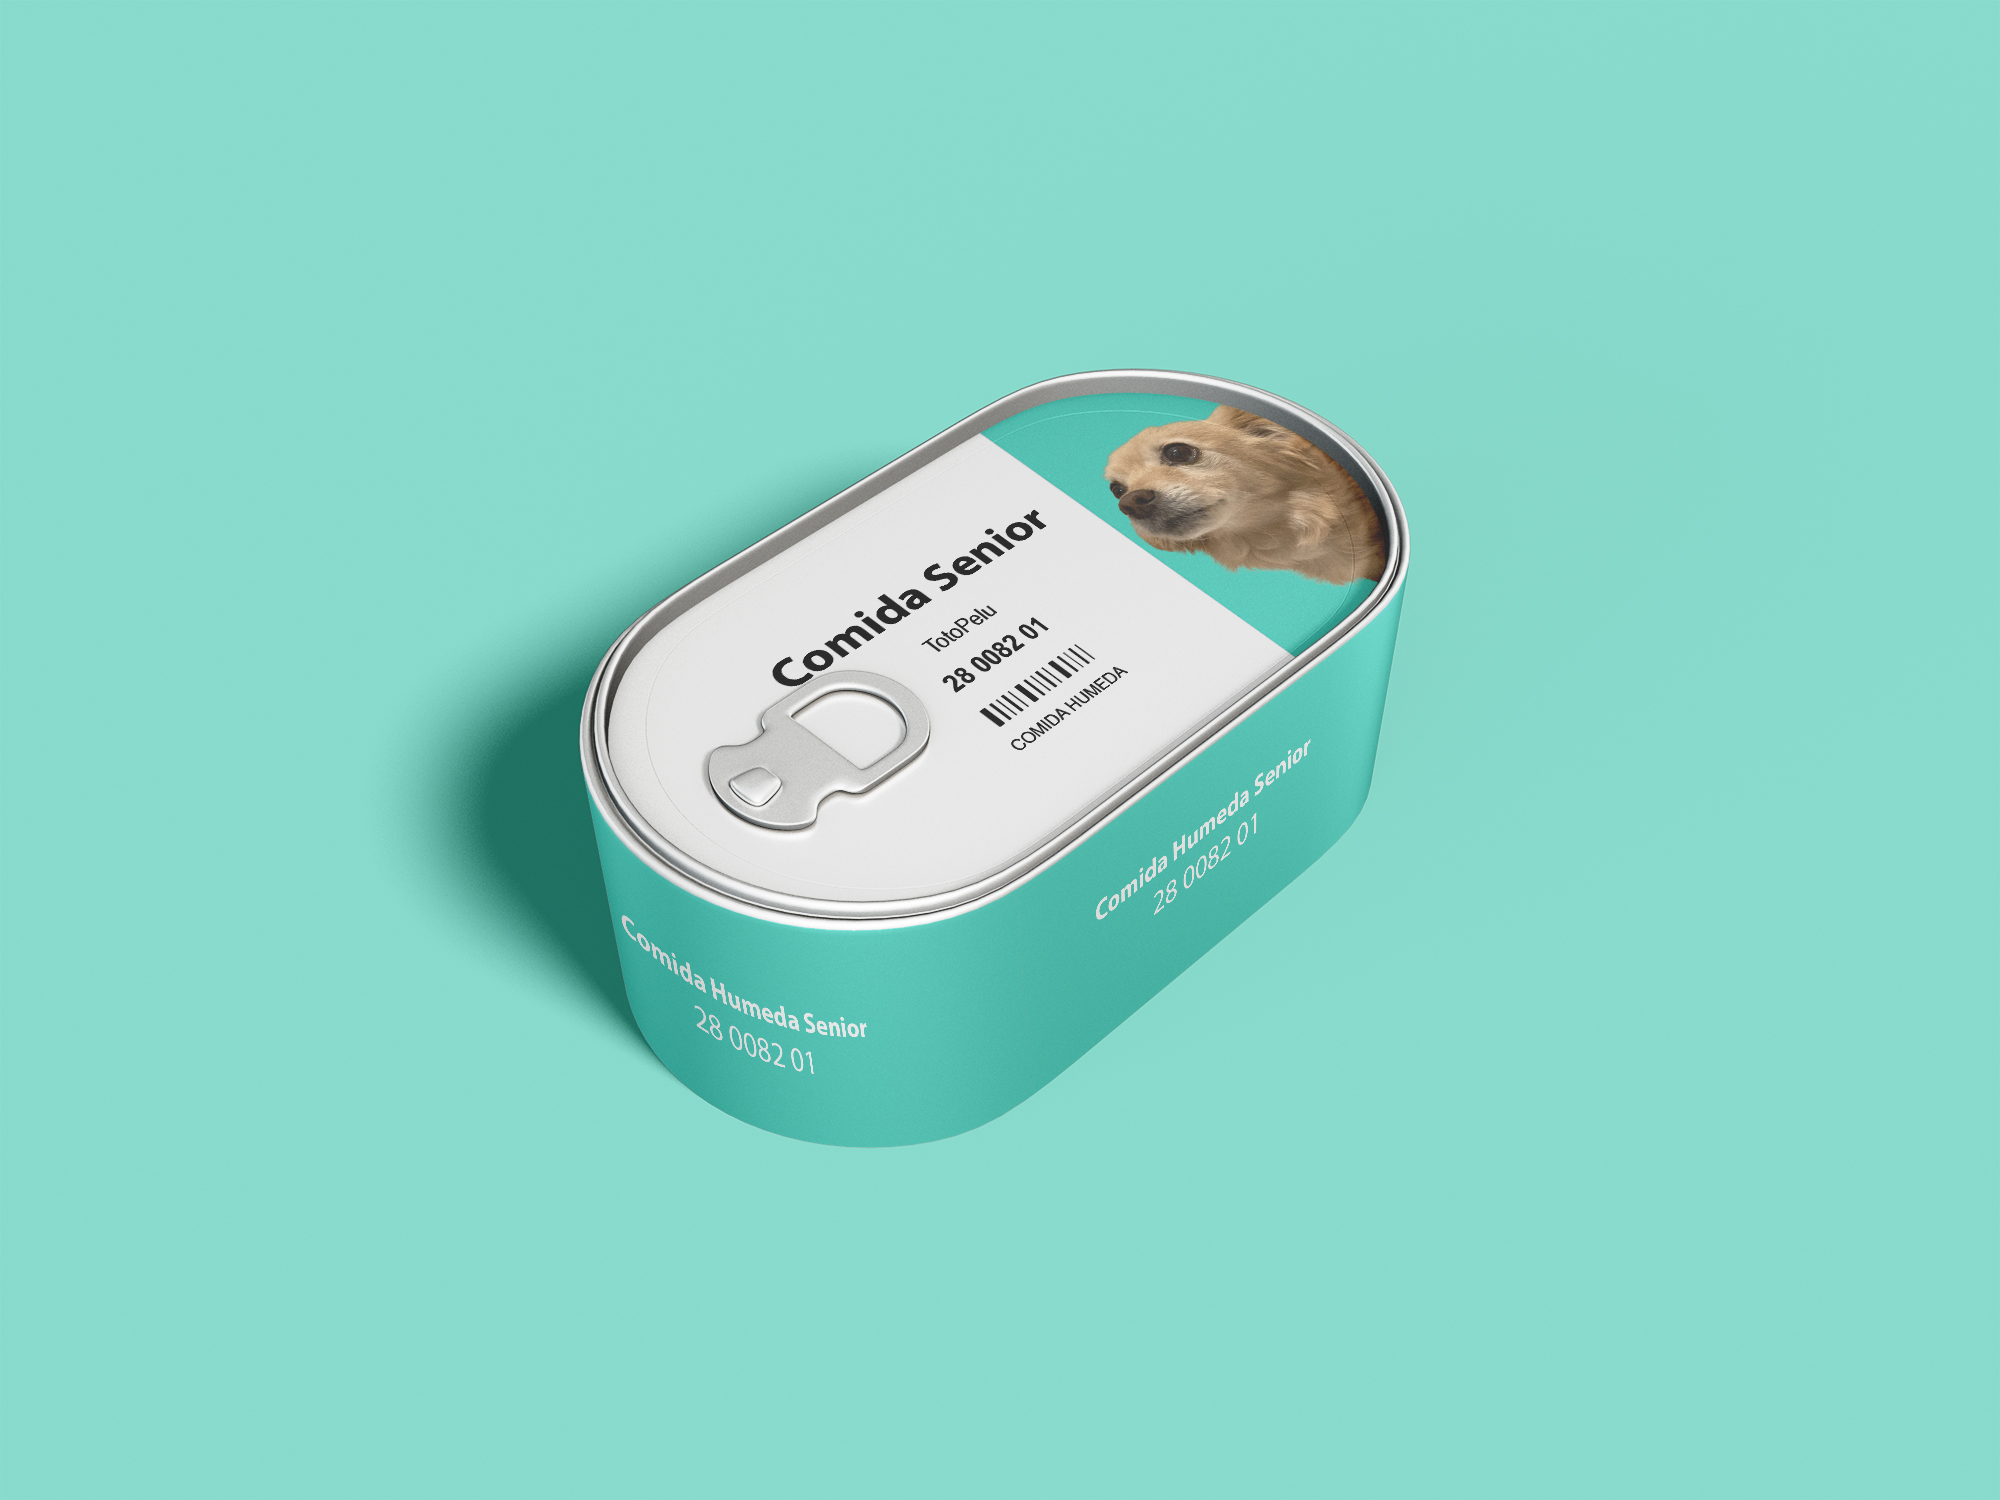 Comida Senior
TotoPelu
28 0082 01
COMIDA HUMEDA
Comida Humeda Senior
28 0082 01
Comida Humeda Senior
28 0082 01